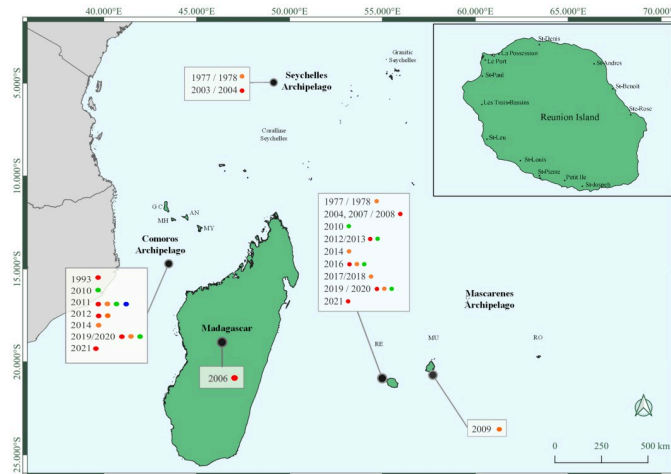 35.000°E 40.000°E 45.000°E 50.000°E 55.000°E 60.000°E 65.000°E 70.000°E
5.000°S
10.000°S
15.000°S
20.000°S
25.000°S
1977 / 1978
2003 / 2004
Seychelles
Archipelago
Granitic
Seychelles
Coralline
Seychelles
St-Denis
La Possession
Le Port
St-Andres
St-Paul
St-Benoît
Les Trois-Bassins
Ste-Rose
Reunion Island
St-Leu
St-Louis
St-Pierre
Petit Ile
St-Joseph
GC
AN
MH
MY
Comoros
Archipelago
1993
2010
2011
2012
2014
2019/2020
2021
Madagascar
2006
1977 / 1978
2004, 2007 / 2008
2010
2012/2013
2014
2016
2017/2018
2019 / 2020
2021
Mascarenes
Archipelago
RE
MU
RO
2009
0 250 500 km